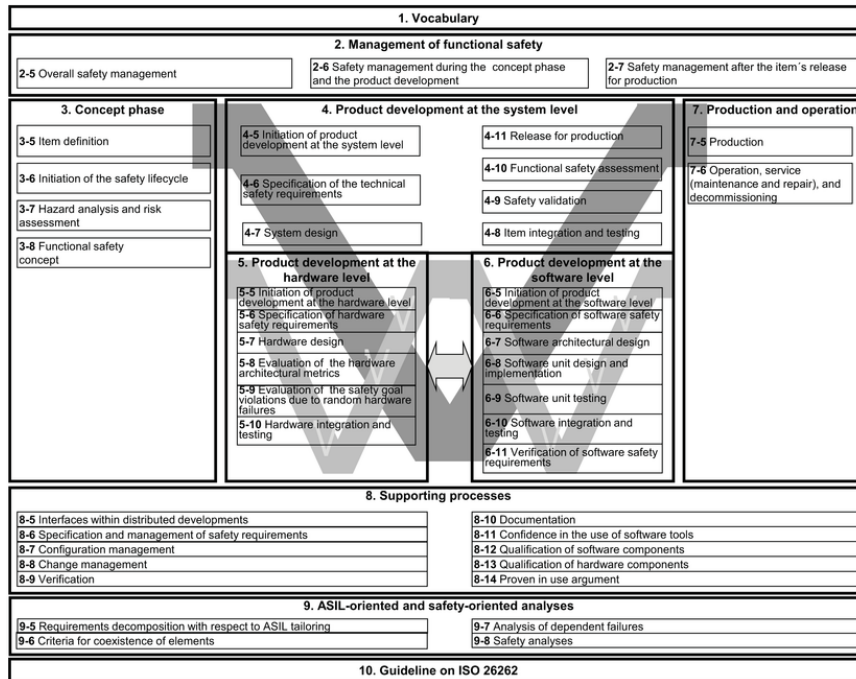 1. Vocabulary
2. Management of functional safety
2-5 Overall safety management
2-6 Safety management during the concept phase
and the product development
2-7 Safety management after the item´s release
for production
3. Concept phase
3-5 Item definition
3-6 Initiation of the safety lifecycle
3-7 Hazard analysis and risk
assessment
3-8 Functional safety
concept
4. Product development at the system level
4-5 Initiation of product
development at the system level
4-6 Specification of the technical
safety requirements
4-7 System design
4-11 Release for production
4-10 Functional safety assessment
4-9 Safety validation
4-8 Item integration and testing
7. Production and operation
7-5 Production
7-6 Operation, service
(maintenance and repair), and
decommissioning
5. Product development at the
hardware level
5-5 Initiation of product
development at the hardware level
5-6 Specification of hardware
safety requirements
5-7 Hardware design
5-8 Evaluation of the hardware
architectural metrics
5-9 Evaluation of the safety goal
violations due to random hardware
failures
5-10 Hardware integration and
testing
6. Product development at the
software level
6-5 Initiation of product
development at the software level
6-6 Specification of software safety
requirements
6-7 Software architectural design
6-8 Software unit design and
implementation
6-9 Software unit testing
6-10 Software integration and
testing
6-11 Verification of software safety
requirements
8. Supporting processes
8-5 Interfaces within distributed developments
8-6 Specification and management of safety requirements
8-7 Configuration management
8-8 Change management
8-9 Verification
8-10 Documentation
8-11 Confidence in the use of software tools
8-12 Qualification of software components
8-13 Qualification of hardware components
8-14 Proven in use argument
9. ASIL-oriented and safety-oriented analyses
9-5 Requirements decomposition with respect to ASIL tailoring
9-6 Criteria for coexistence of elements
9-7 Analysis of dependent failures
9-8 Safety analyses
10. Guideline on ISO 26262